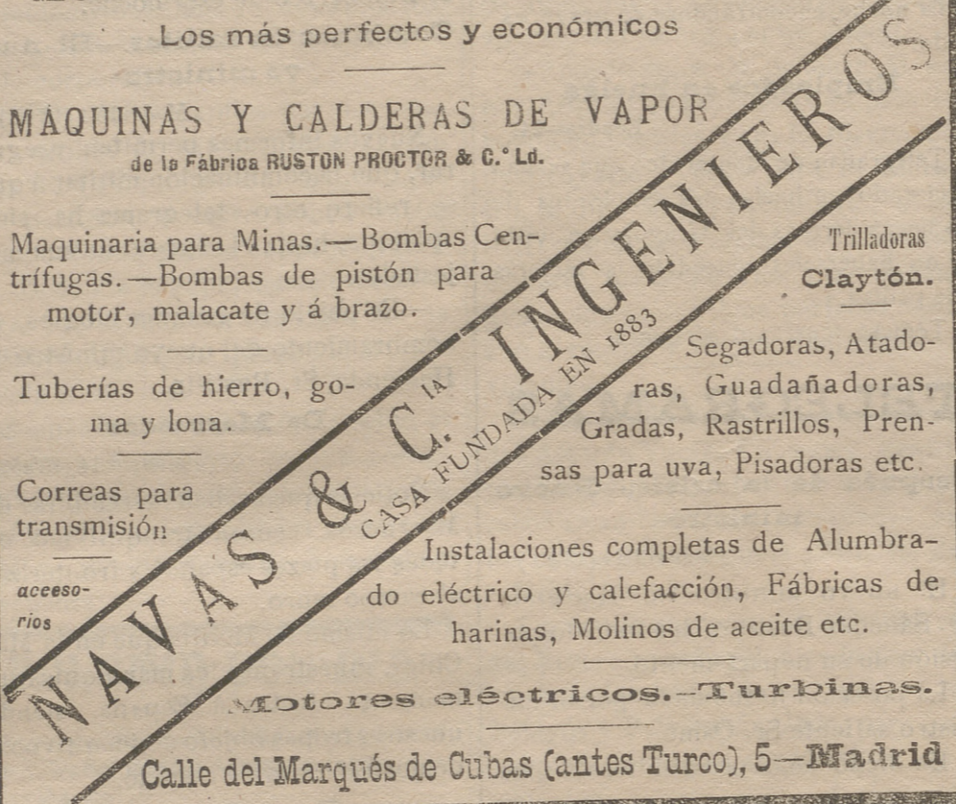 Los más perfectos y económicos
MÁQUINAS Y CALDERAS DE VAPOR
de la Fábrica RUSTON PROCTOR & C.ª Ld.
Maquinaria para Minas.—Bombas Cen-
trífugas.—Bombas de pistón para
motor, malacate y á brazo.
Tuberías de hierro, go-
ma y lona.
Correas para
transmisión
acceso-
rios
NAVAS & C.IA INGENIEROS
CASA FUNDADA EN 1883
Trilladoras
Claytón.
Segadoras, Atado-
ras, Guadañadoras,
Gradas, Rastrillos, Pren-
sas para uva, Pisadoras etc.
Instalaciones completas de Alumbra-
do eléctrico y calefacción, Fábricas de
harinas, Molinos de aceite etc.
Motores eléctricos.—Turbinas.
Calle del Marqués de Cubas (antes Turco), 5—Madrid